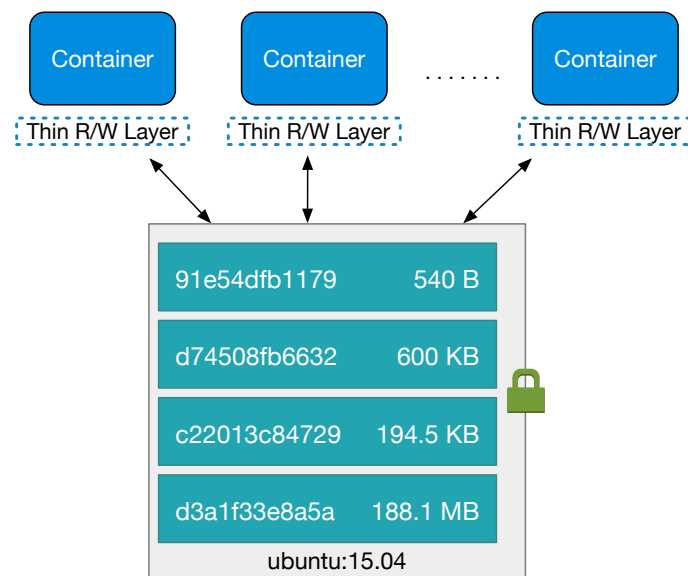 Container
Container
Container
.......
Thin R/W Layer
Thin R/W Layer
Thin R/W Layer
91e54dfb1179 540 B
d74508fb6632 600 KB
c22013c84729 194.5 KB
d3a1f33e8a5a 188.1 MB
ubuntu:15.04